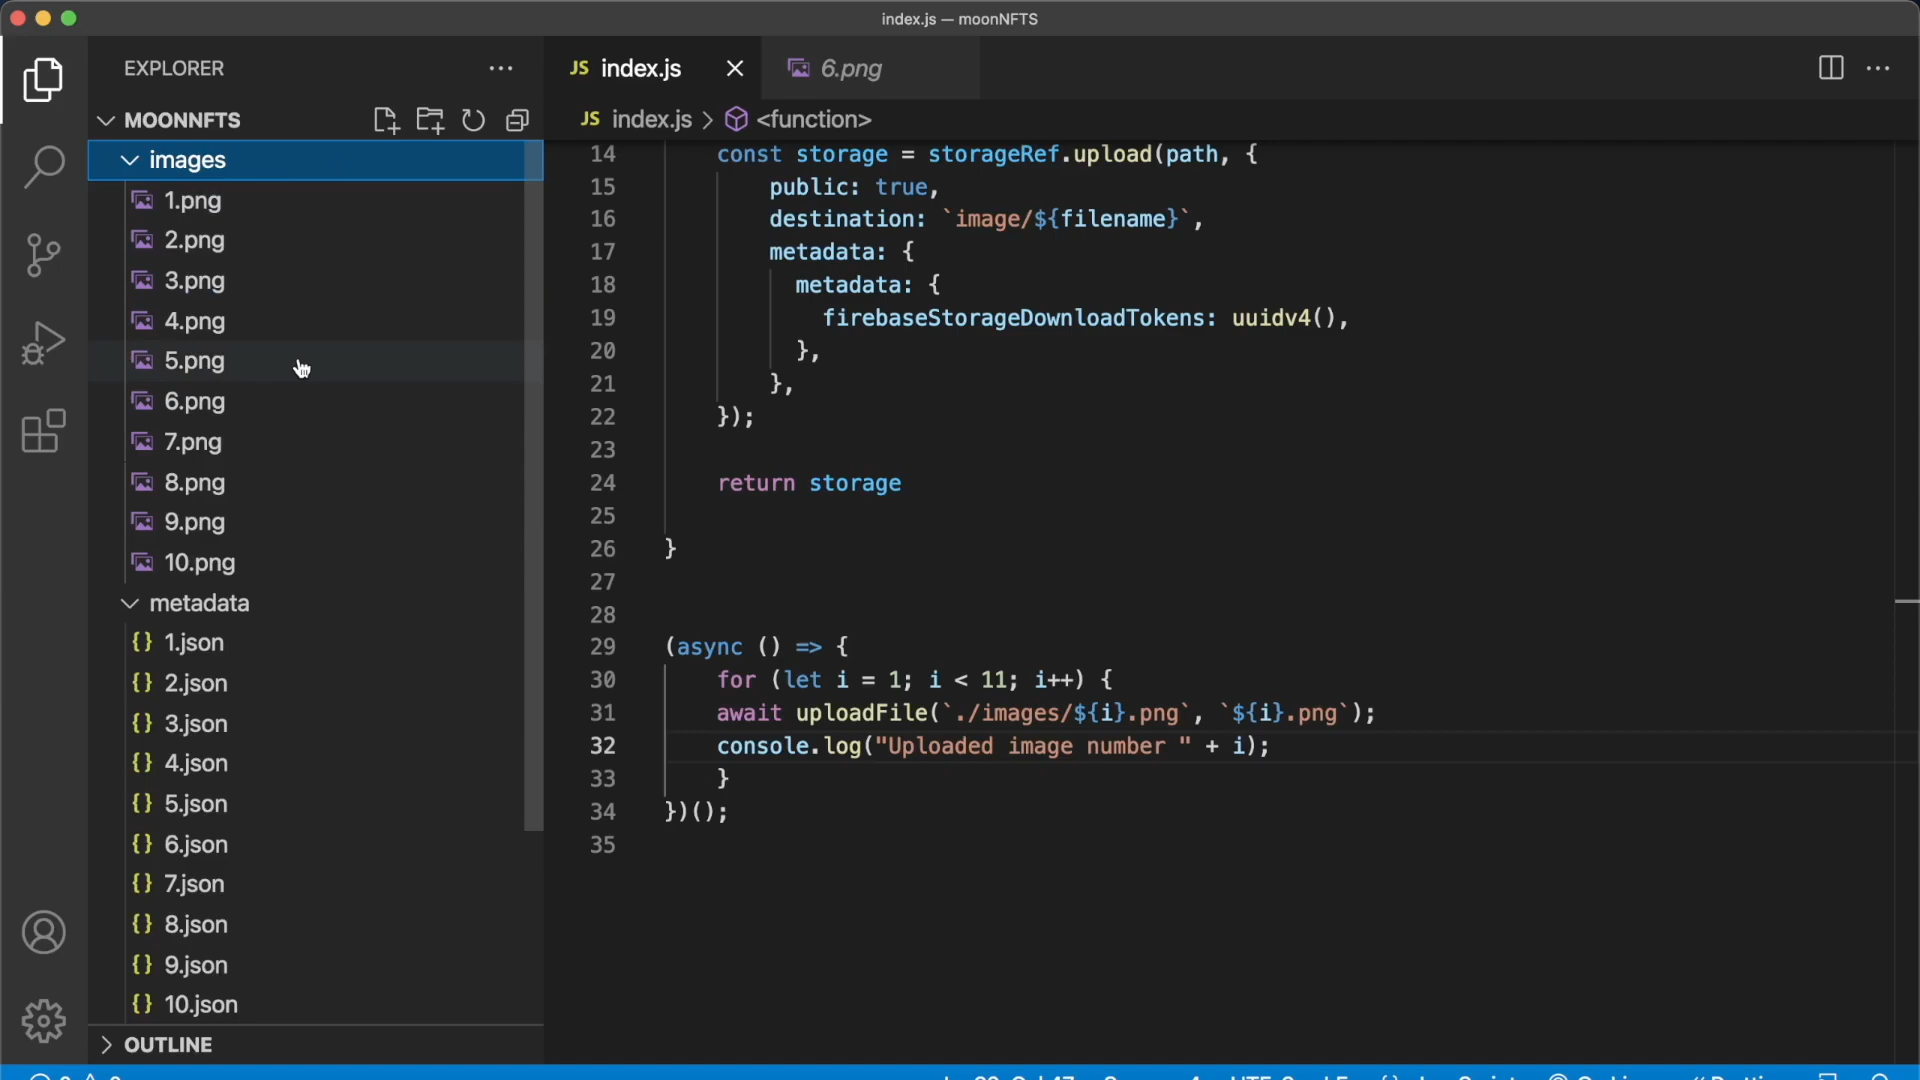 index.js — moonNFTS
EXPLORER
MOONNFTS
images
1.png
2.png
3.png
4.png
5.png
6.png
7.png
8.png
9.png
10.png
metadata
{} 1.json
{} 2.json
{} 3.json
{} 4.json
{} 5.json
{} 6.json
{} 7.json
{} 8.json
{} 9.json
{} 10.json
OUTLINE
JS index.js
6.png
JS index.js > <function>
14 const storage = storageRef.upload(path, {
15 public: true,
16 destination: `image/${filename}`,
17 metadata: {
18 metadata: {
19 firebaseStorageDownloadTokens: uuidv4(),
20 },
21 },
22 });
23
24 return storage
25
26 }
27
28
29 (async () => {
30 for (let i = 1; i < 11; i++) {
31 await uploadFile(`./images/${i}.png`, `${i}.png`);
32 console.log("Uploaded image number " + i);
33 }
34 })();
35